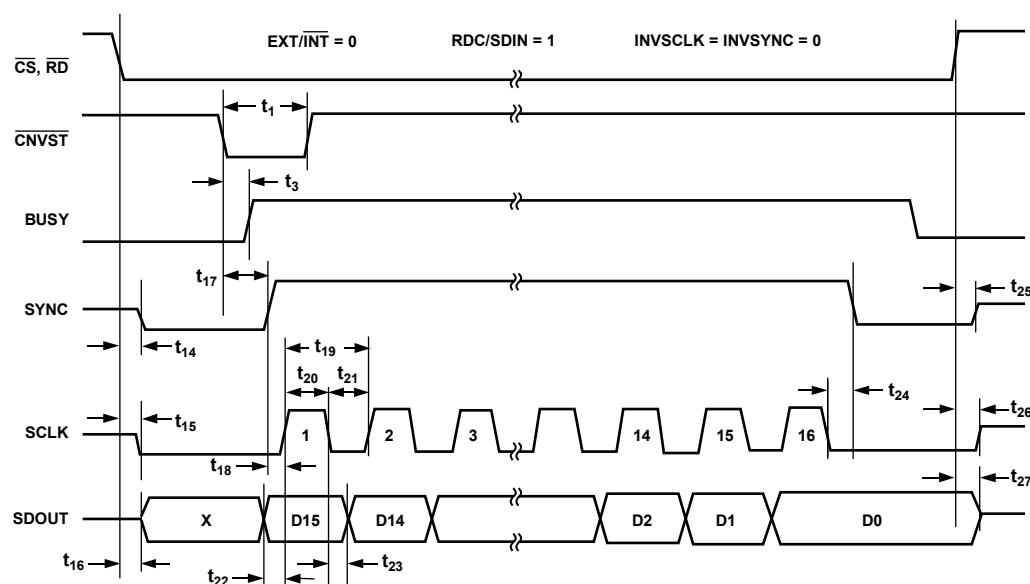 EXT/INT = 0 RDC/SDIN = 1 INVSCLK = INVSYNC = 0
CS, RD
t1
CNVST
t3
BUSY
t17
SYNC
t25
t14
t19
t20 t21
t24
t15
t26
SCLK
1 2 3 14 15 16
t18
t27
SDOUT
X D15 D14 D2 D1 D0
t16
t22
t23